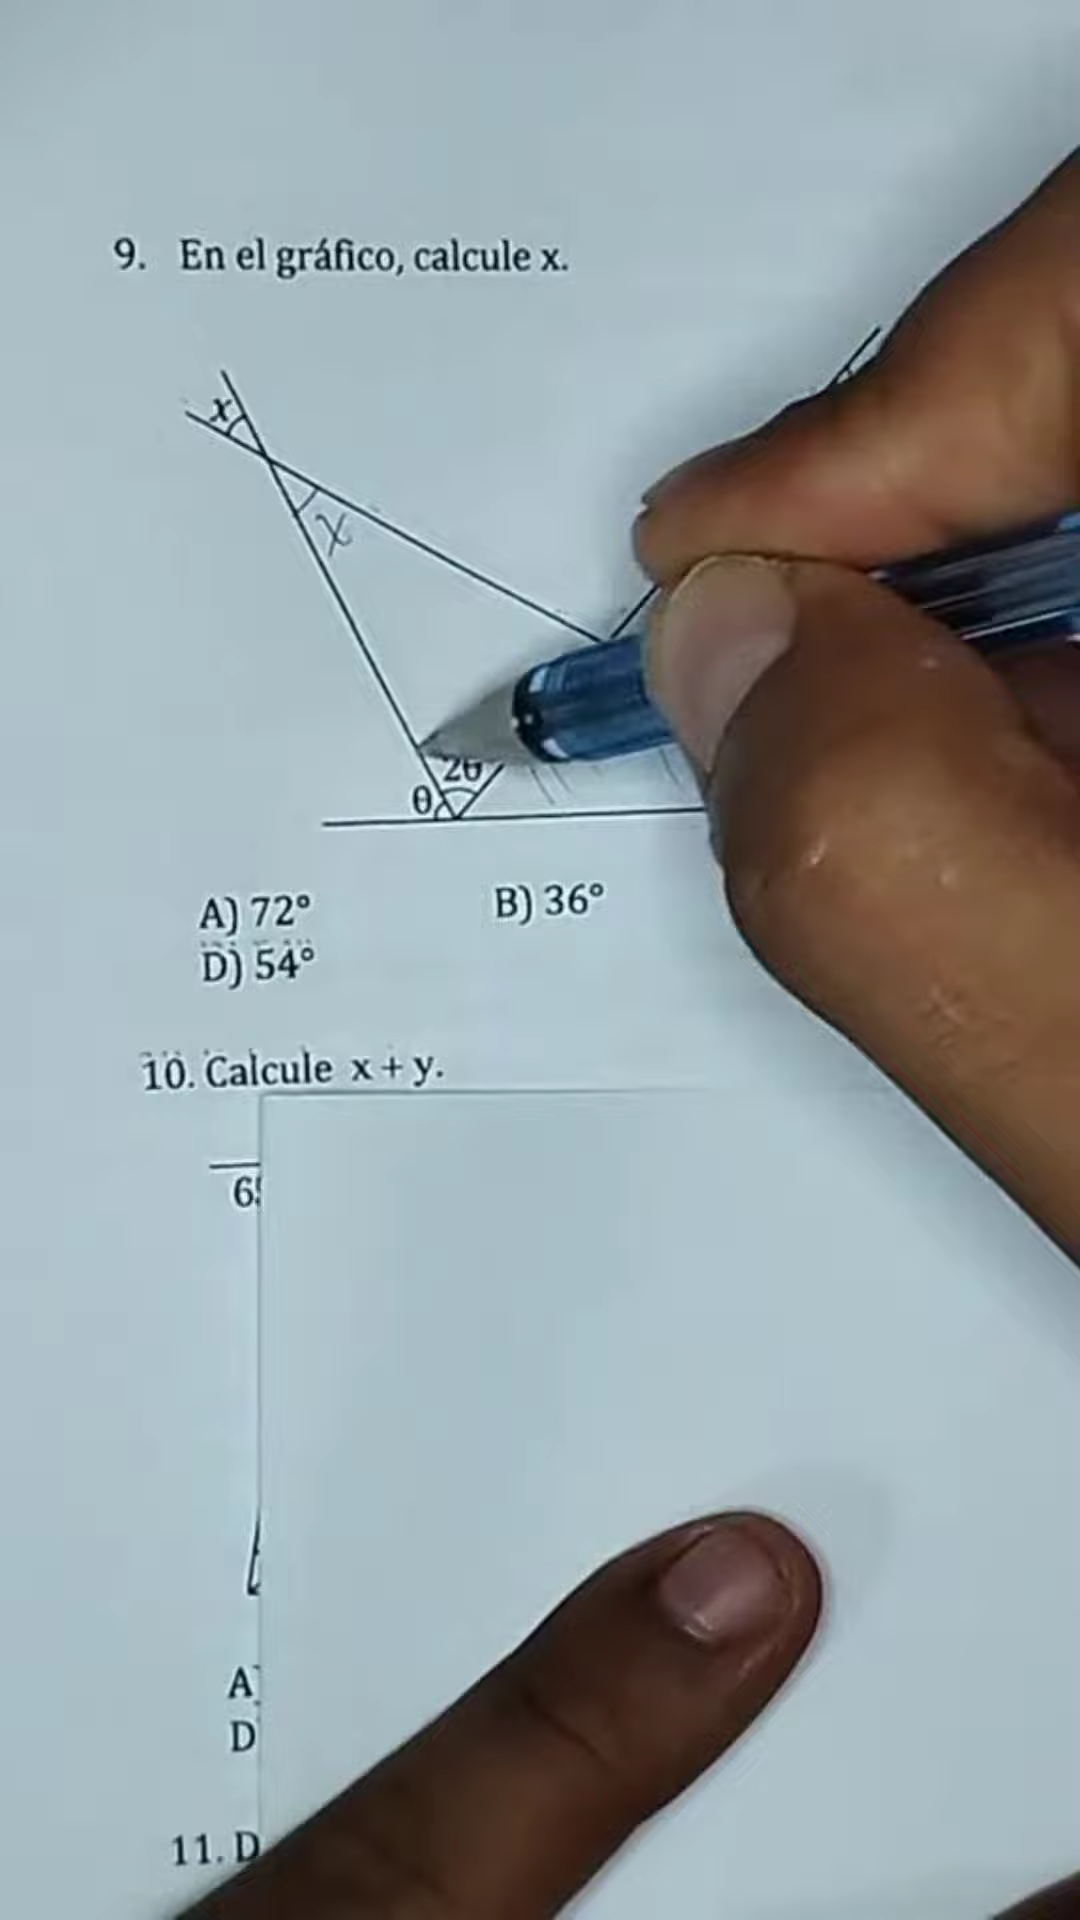 9. En el gráfico, calcule x.
x
x
2θ
θ
A) 72° B) 36°
D) 54°
10. Calcule x + y.
A)
D
11. D